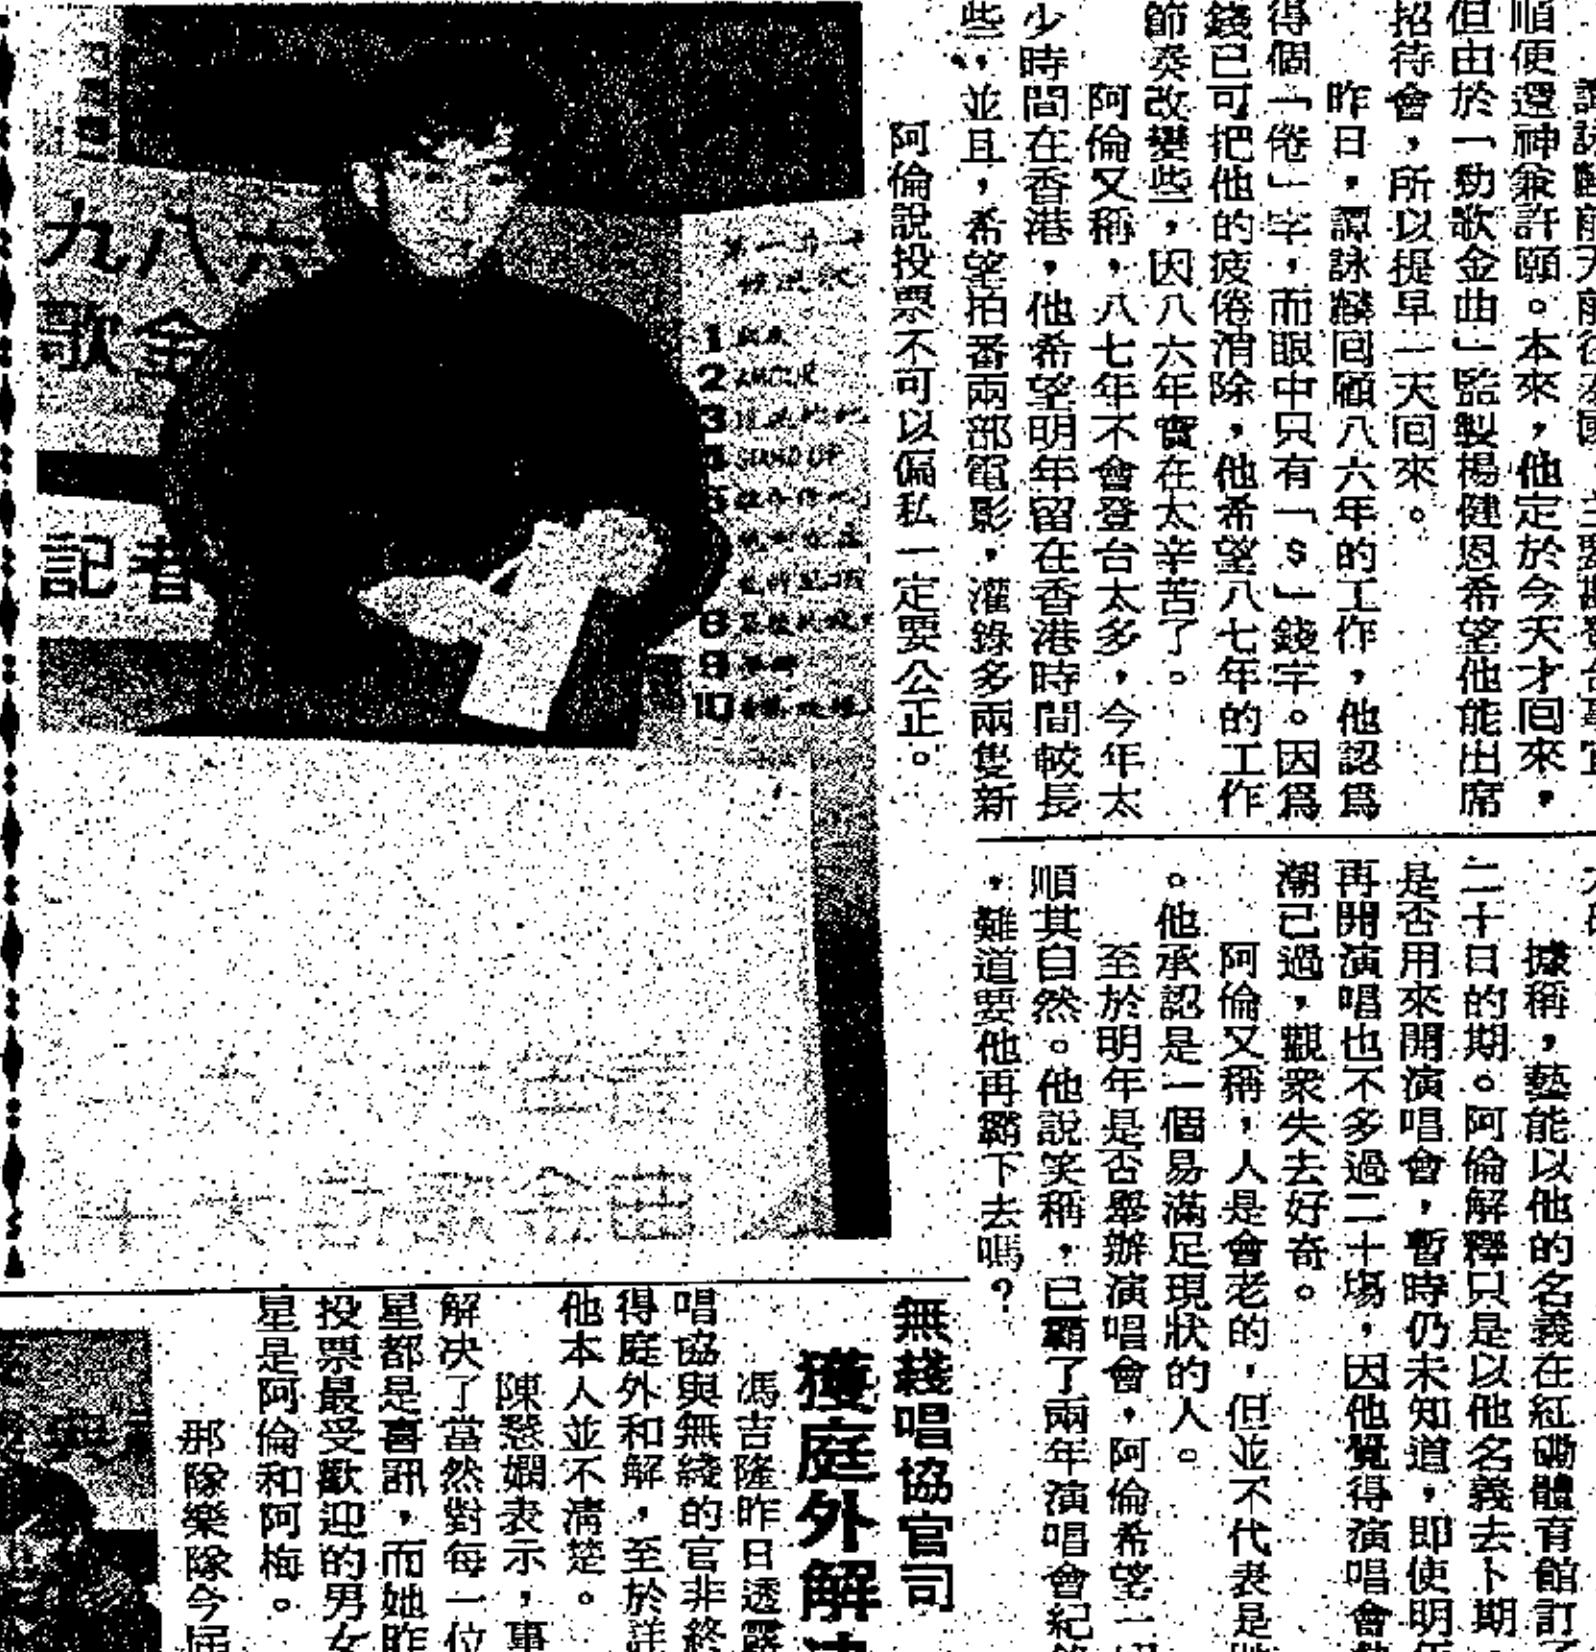 順便還神兼許願。本來，他定於今天才回來，
但由於「勁歌金曲」監製楊健恩希望他能出席
招待會，所以提早一天回來。
昨日，譚詠麟回顧八六年的工作，他認爲
得個「倦」字，而眼中只有「$」錢字。因爲
錢已可把他的疲倦消除，他希望八七年的工作
節奏改變些，因八六年實在太辛苦了。
阿倫又稱，八七年不會登台太多，今年太
少時間在香港，他希望明年留在香港時間較長
些，並且，希望拍番兩部電影，灌錄多兩隻新
阿倫說投票不可以偏私一定要公正。
九八六
歌金
記者
1
2 AMOUR
3
4 STAND UP
5
8
9
10
據稱，藝能以他的名義在紅磡體育館訂
二十日的期。阿倫解釋只是以他名義去卜期
是否用來開演唱會，暫時仍未知道，即使明
再開演唱也不多過二十場，因他覺得演唱會
潮已過，觀衆失去好奇。
阿倫又稱，人是會老的，但並不代表是
。他承認是一個易滿足現狀的人。
至於明年是否舉辦演唱會，阿倫希望一
順其自然。他說笑稱，已霸了兩年演唱會紀
，難道要他再霸下去嗎？
無綫唱協官司
獲庭外解決
馮吉隆昨日透露
唱協與無綫的官非終
得庭外和解，至於詳
他本人並不淸楚。
陳慧嫻表示，事
解决了當然對每一位
星都是喜訊，而她昨
投票最受歡迎的男女
星是阿倫和阿梅。
那隊樂隊今屆